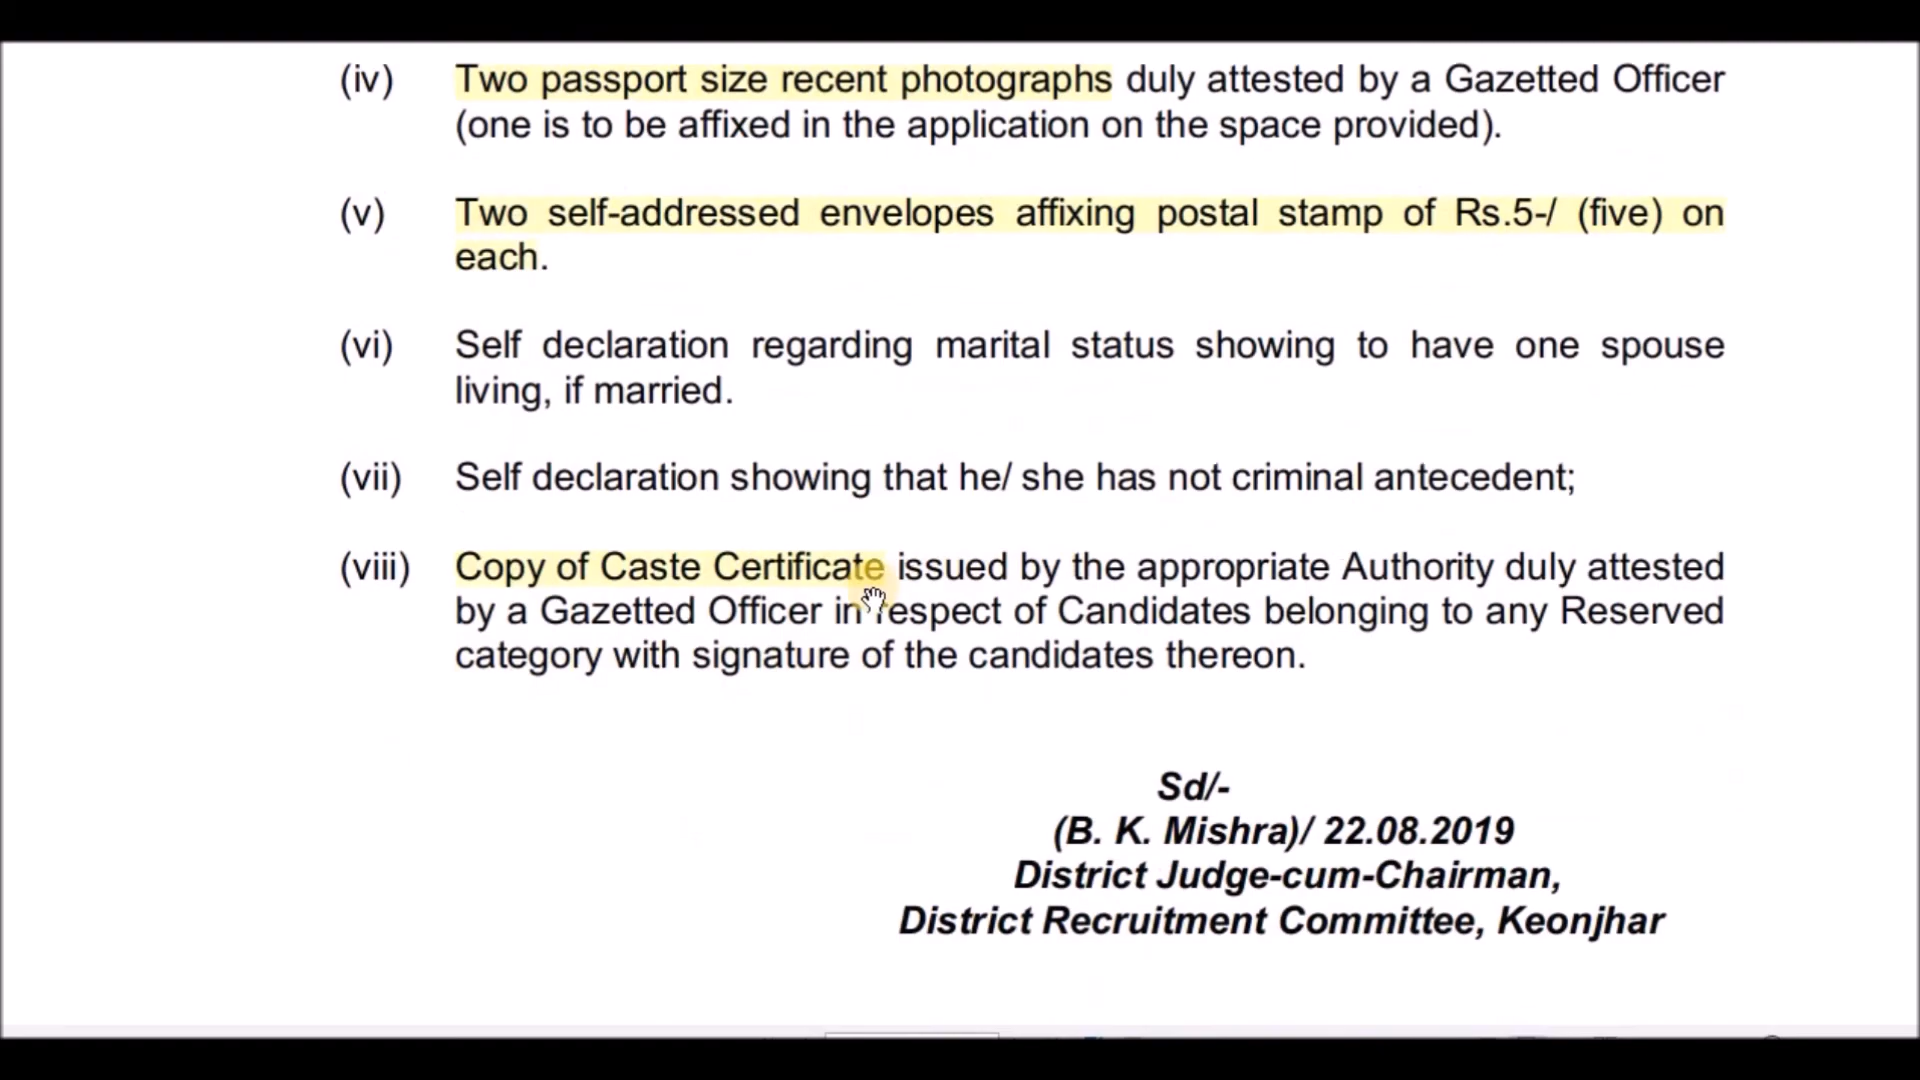 (iv) Two passport size recent photographs duly attested by a Gazetted Officer
(one is to be affixed in the application on the space provided).
(v) Two self-addressed envelopes affixing postal stamp of Rs.5-/ (five) on
each.
(vi) Self declaration regarding marital status showing to have one spouse
living, if married.
(vii) Self declaration showing that he/ she has not criminal antecedent;
(viii) Copy of Caste Certificate issued by the appropriate Authority duly attested
by a Gazetted Officer in respect of Candidates belonging to any Reserved
category with signature of the candidates thereon.
Sd/-
(B. K. Mishra)/ 22.08.2019
District Judge-cum-Chairman,
District Recruitment Committee, Keonjhar